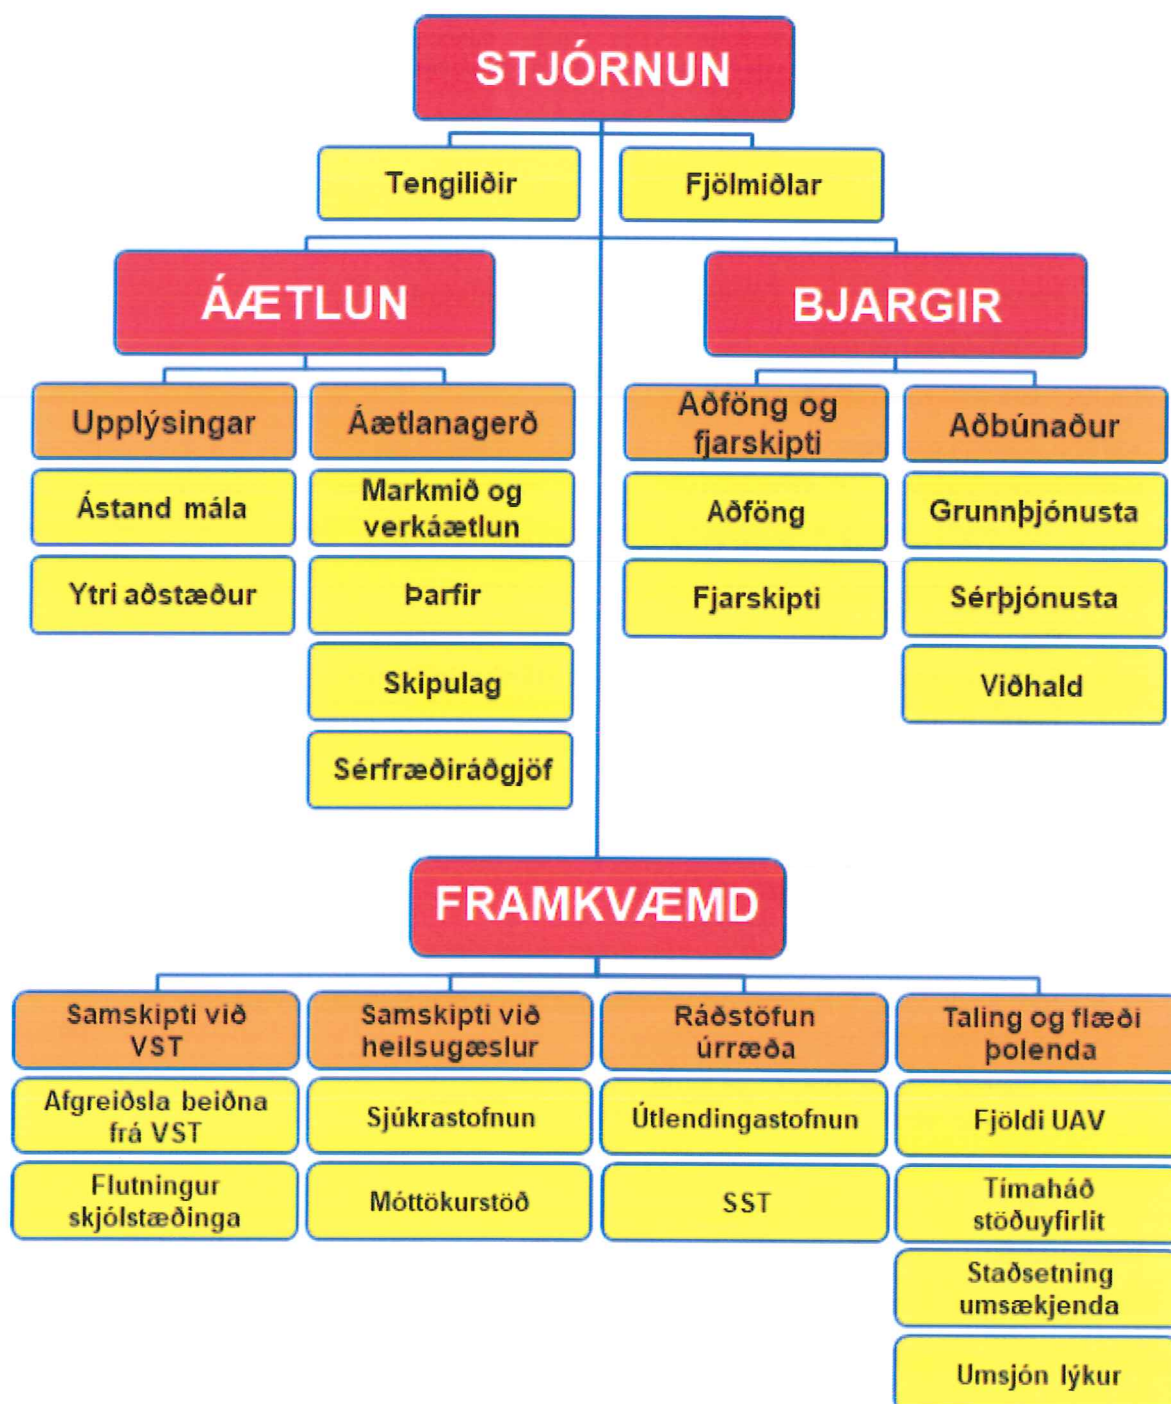 STJÓRNUN
Tengiliðir
Fjölmiðlar
ÁÆTLUN
BJARGIR
Upplýsingar
Áætlanagerð
Aðföng og
fjarskipti
Aðbúnaður
Ástand mála
Markmið og
verkáætlun
Aðföng
Grunnþjónusta
Ytri aðstæður
Þarfir
Fjarskipti
Sérþjónusta
Skipulag
Viðhald
Sérfræðiráðgjöf
FRAMKVÆMD
Samskipti við
VST
Samskipti við
heilsugæslur
Ráðstöfun
úrræða
Taling og flæði
þolenda
Afgreiðsla beiðna
frá VST
Sjúkrastofnun
Útlendingastofnun
Fjöldi UAV
Flutningur
skjólstæðinga
Móttökurstöð
SST
Tímaháð
stöðuyfirlit
Staðsetning
umsækjenda
Umsjón lýkur